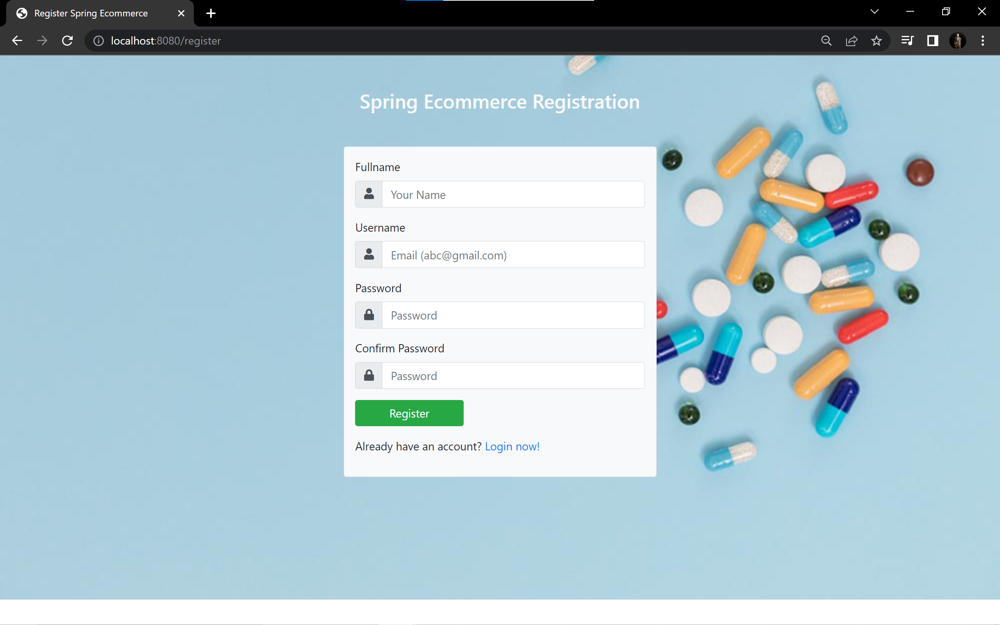 Register Spring Ecommerce
localhost:8080/register
Spring Ecommerce Registration
Fullname
Your Name
Username
Email (abc@gmail.com)
Password
Password
Confirm Password
Password
Register
Already have an account? Login now!